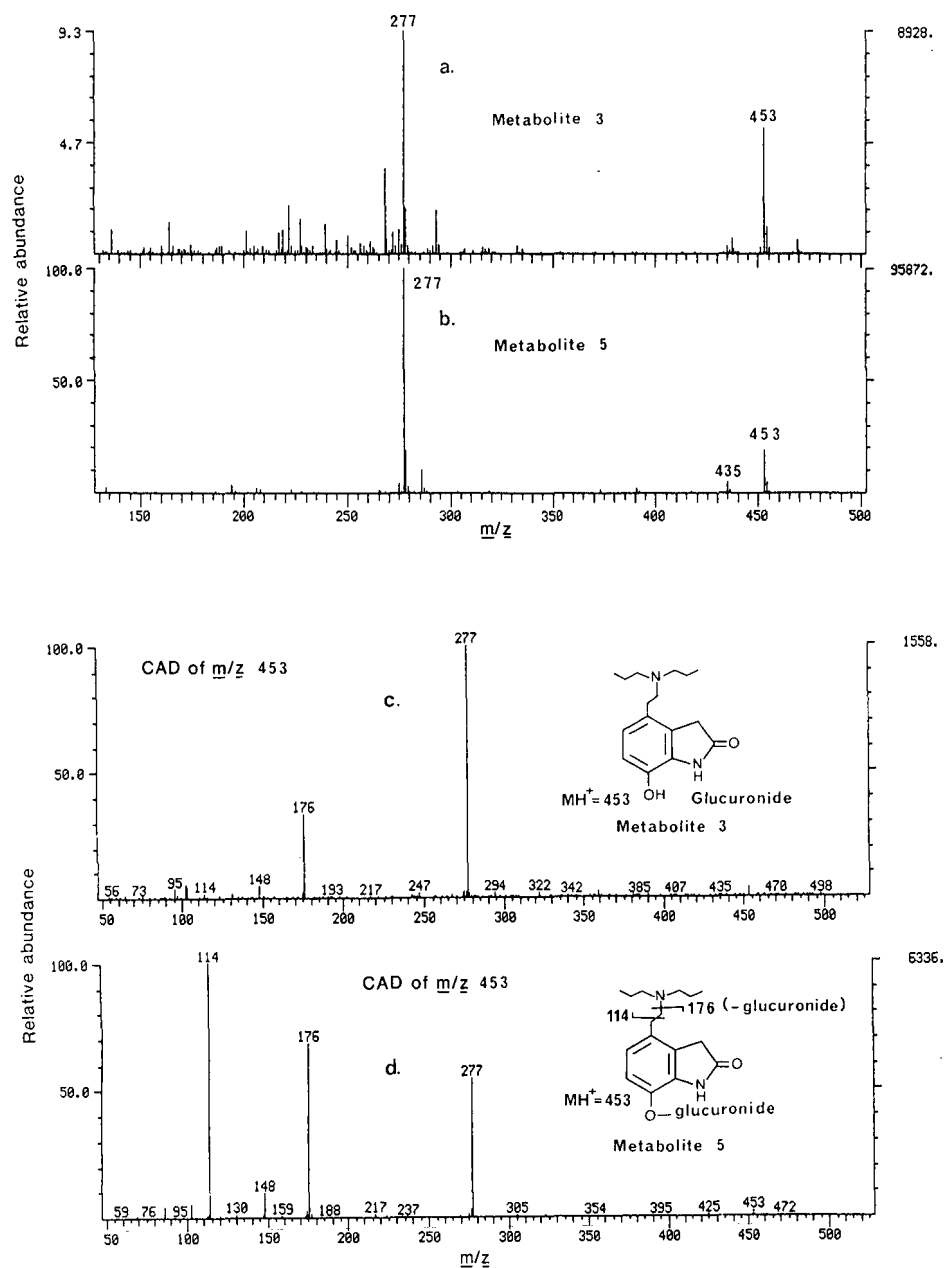 9.3
277
8928.
a.
Metabolite 3
453
4.7
100.0
95872.
277
b.
Metabolite 5
50.0
453
435
150 200 250 300 350 400 450 500
m/z
Relative abundance
100.0
277
1558.
CAD of m/z 453
c.
N
50.0
O
N
H
176
MH+= 453 OH Glucuronide
Metabolite 3
56 73 95 114 148 193 217 247 294 322 342 385 407 435 470 498
50 100 150 200 250 300 350 400 450 500
100.0
114
6336.
CAD of m/z 453
N
114 176 (-glucuronide)
176
d.
277
O
N
H
50.0
MH+= 453
O-glucuronide
Metabolite 5
148
59 76 95 130 159 188 217 237 305 354 395 425 453 472
50 100 150 200 250 300 350 400 450 500
m/z
Relative abundance